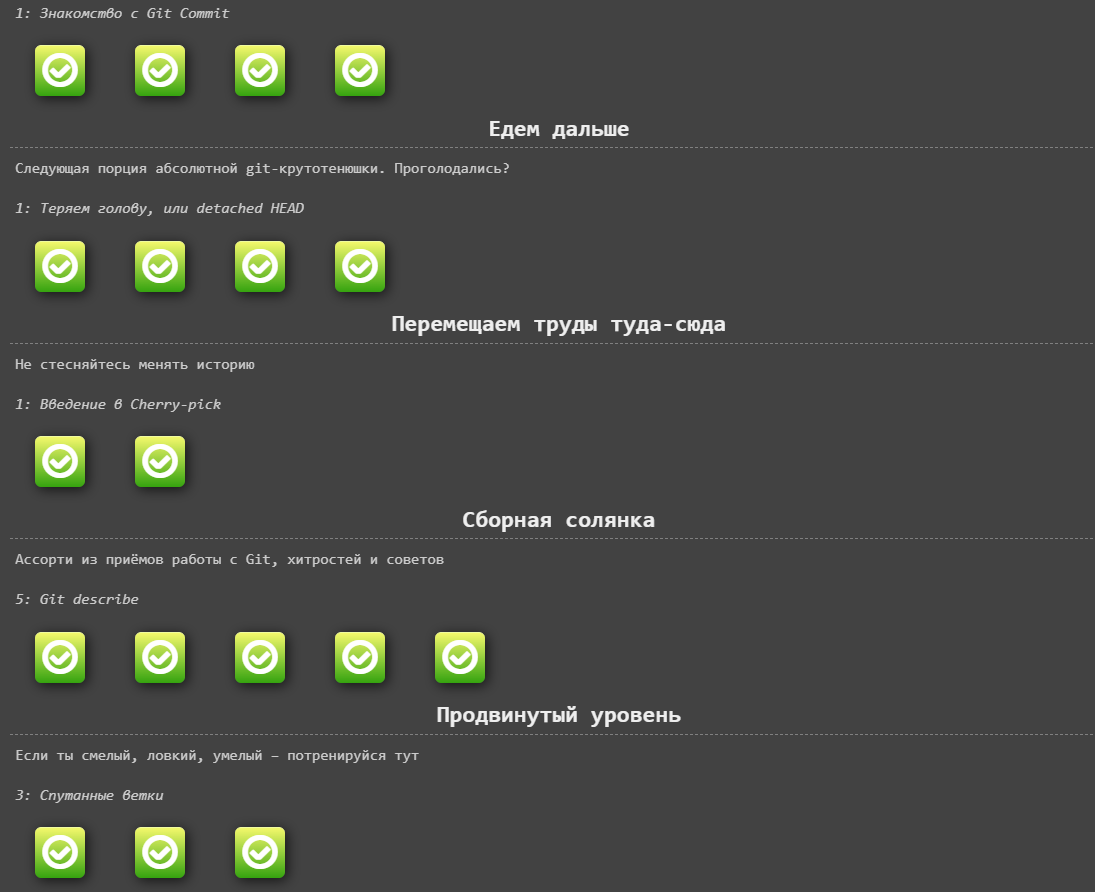 1: Знакомство с Git Commit
Едем дальше
Следующая порция абсолютной git-крутотенюшки. Проголодались?
1: Теряем голову, или detached HEAD
Перемещаем труды туда-сюда
Не стесняйтесь менять историю
1: Введение в Cherry-pick
Сборная солянка
Ассорти из приёмов работы с Git, хитростей и советов
5: Git describe
Продвинутый уровень
Если ты смелый, ловкий, умелый – потренируйся тут
3: Спутанные ветки